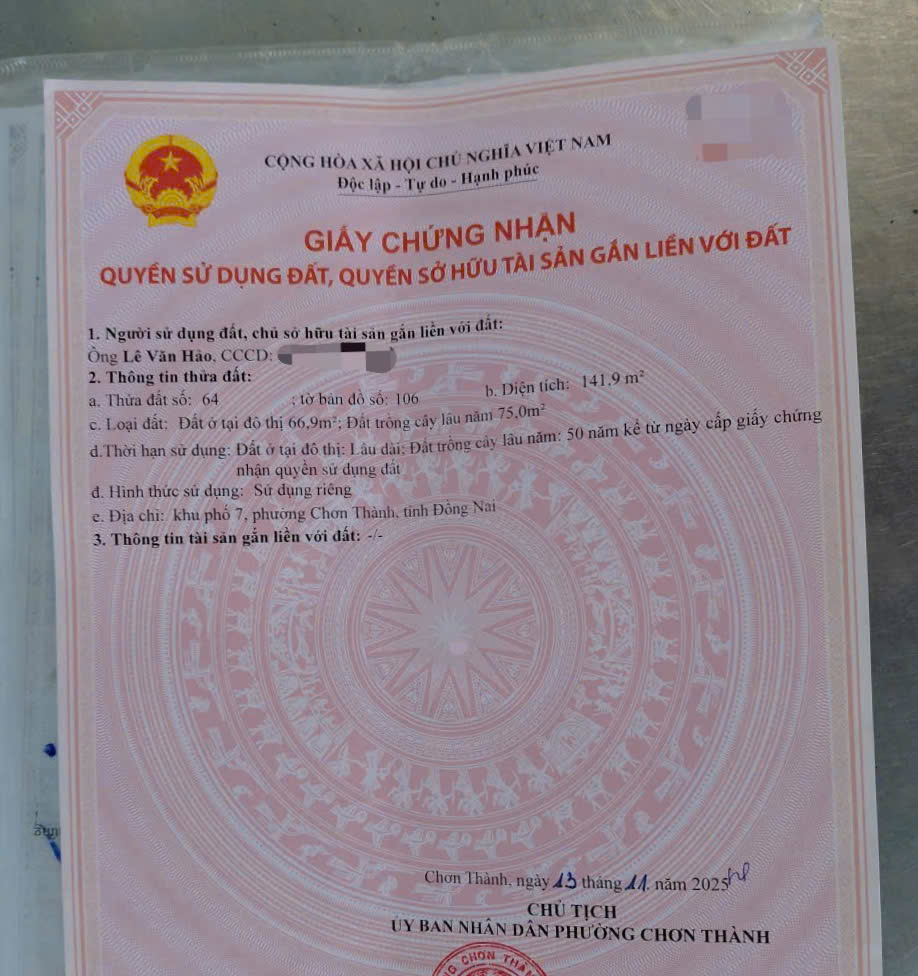 CỘNG HÒA XÃ HỘI CHỦ NGHĨA VIỆT NAM
Độc lập - Tự do - Hạnh phúc
GIẤY CHỨNG NHẬN
QUYỀN SỬ DỤNG ĐẤT, QUYỀN SỞ HỮU TÀI SẢN GẮN LIỀN VỚI ĐẤT
1. Người sử dụng đất, chủ sở hữu tài sản gắn liền với đất:
Ông Lê Văn Hảo, CCCD:
2. Thông tin thửa đất:
a. Thửa đất số: 64 ; tờ bản đồ số: 106 b. Diện tích: 141,9 m²
c. Loại đất: Đất ở tại đô thị 66,9m²; Đất trồng cây lâu năm 75,0m²
d.Thời hạn sử dụng: Đất ở tại đô thị: Lâu dài; Đất trồng cây lâu năm: 50 năm kể từ ngày cấp giấy chứng
nhận quyền sử dụng đất
đ. Hình thức sử dụng: Sử dụng riêng
e. Địa chỉ: khu phố 7, phường Chơn Thành, tỉnh Đồng Nai
3. Thông tin tài sản gắn liền với đất: -/-
Chơn Thành, ngày 13 tháng 11 năm 2025
CHỦ TỊCH
ỦY BAN NHÂN DÂN PHƯỜNG CHƠN THÀNH
CHƠN THÀNH